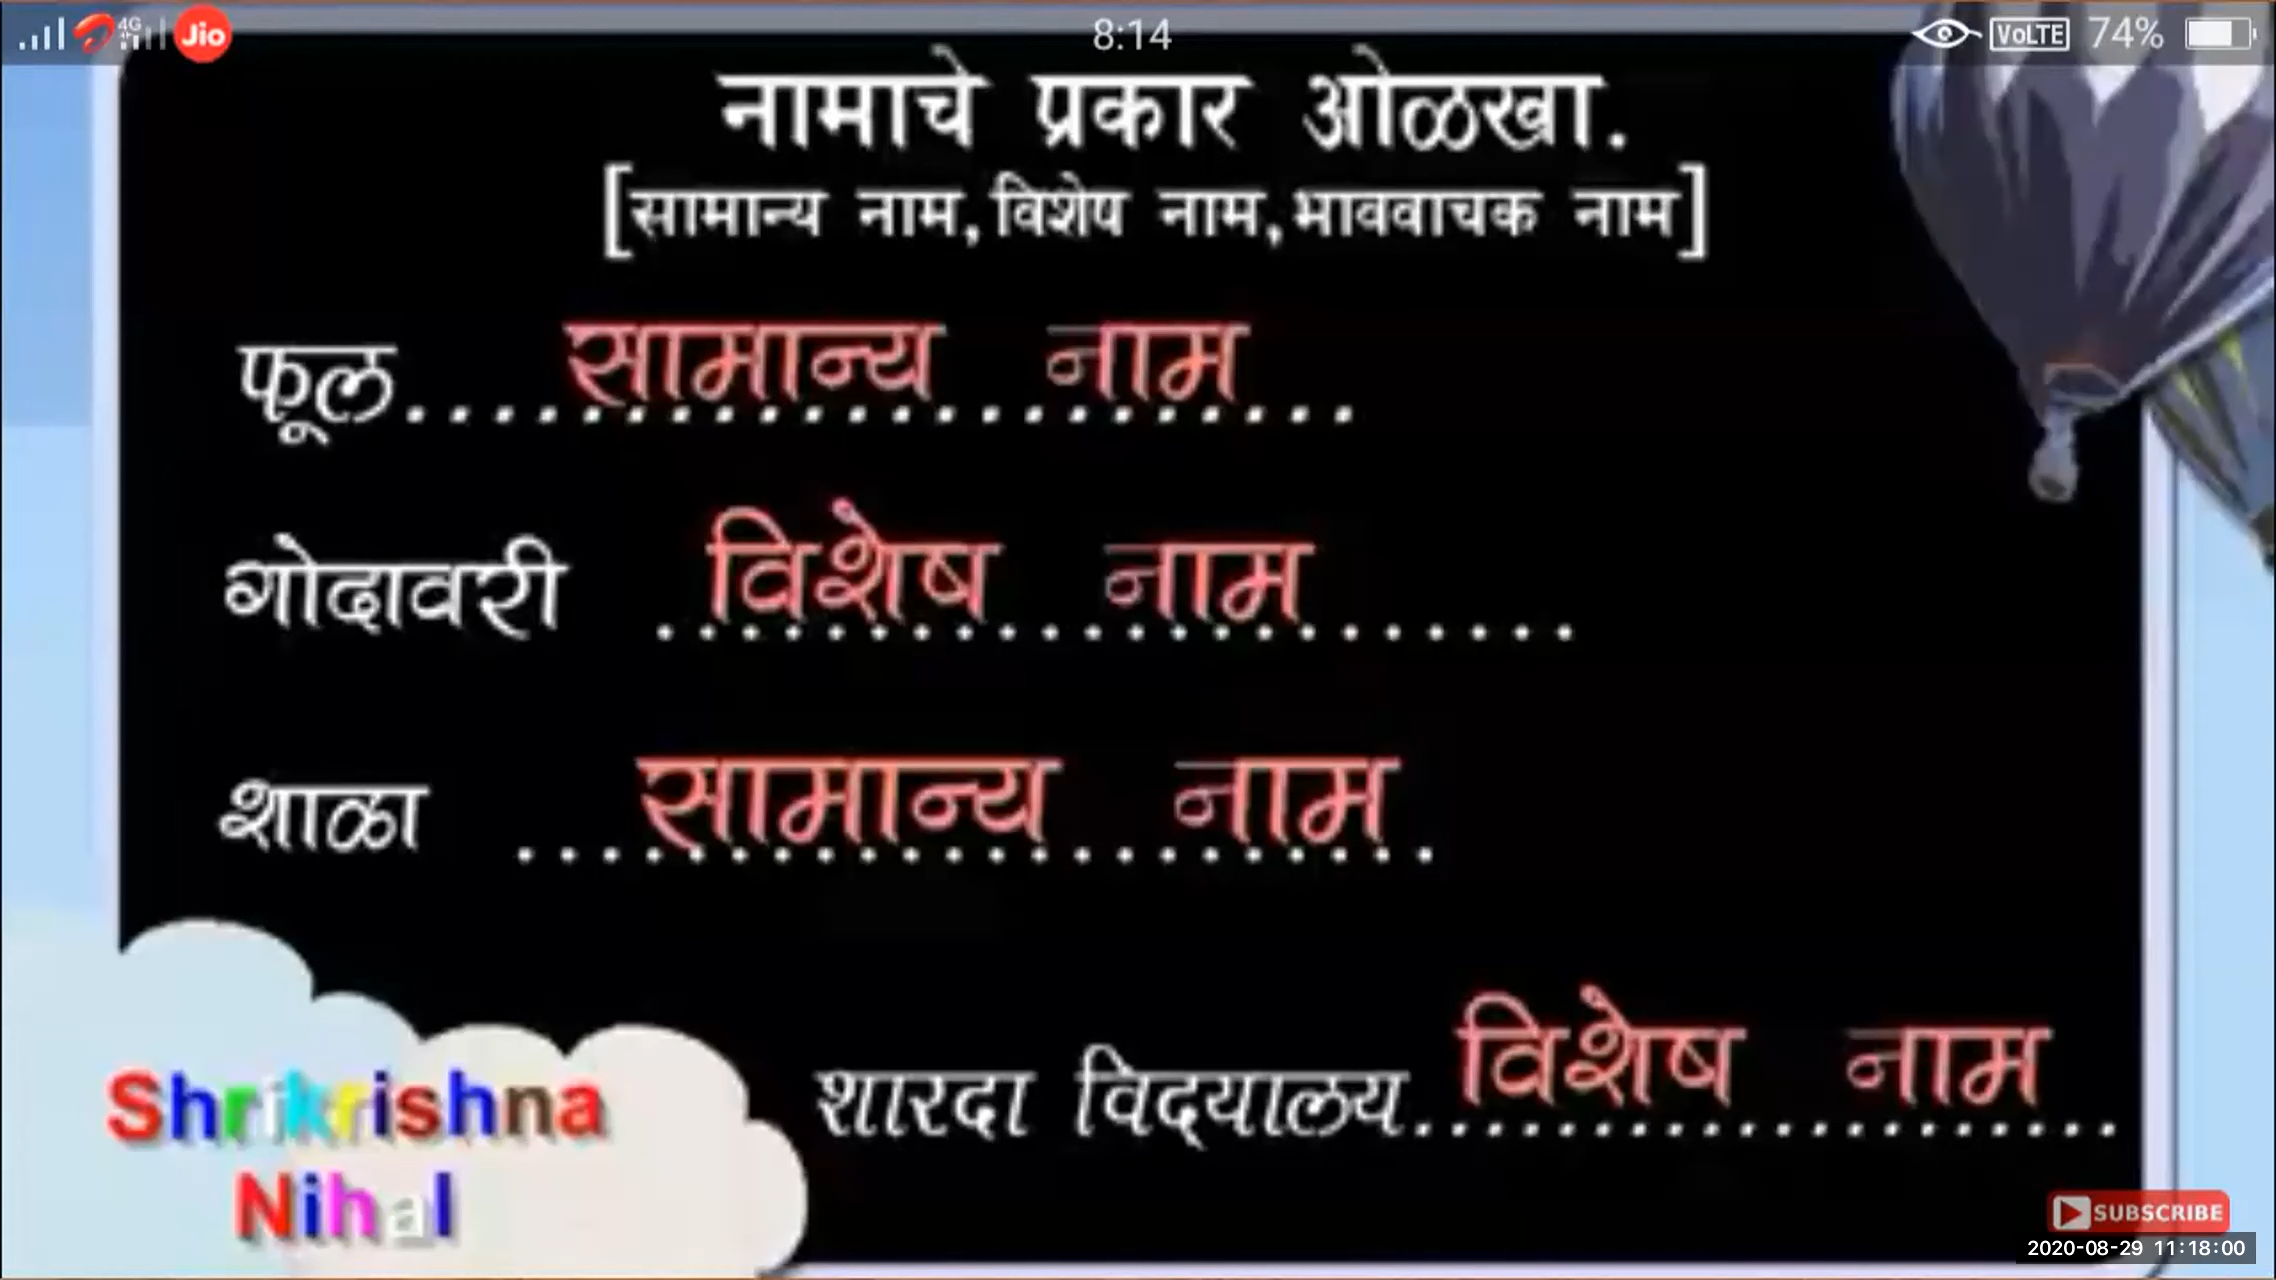 4G Jio 8:14 VoLTE 74%
नामाचे प्रकार ओळखा.
[सामान्य नाम,विशेष नाम,भाववाचक नाम]
फूल......................सामान्य नाम
गोदावरी ......................विशेष नाम
शाळा ......................सामान्य नाम
शारदा विद्यालय.................विशेष नाम
Shrikrishna
Nihal
SUBSCRIBE
2020-08-29 11:18:00